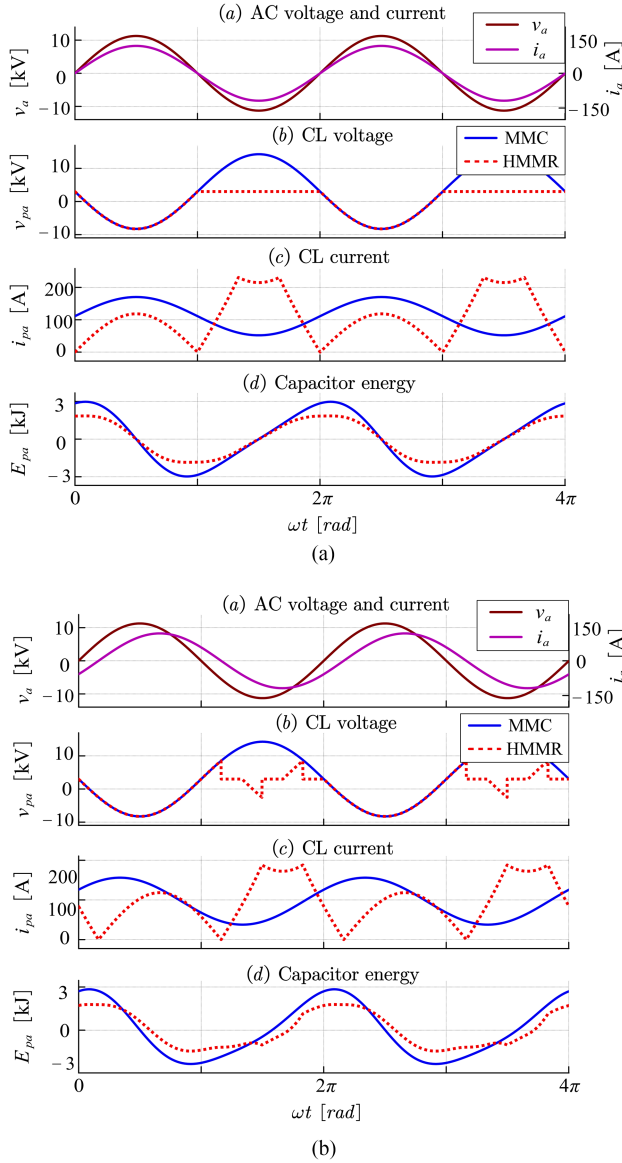 (a) AC voltage and current
v_a [kV]
10
0
−10
v_a
i_a
150
0
−150
i_a [A]
(b) CL voltage
v_pa [kV]
10
0
−10
MMC
HMMR
(c) CL current
i_pa [A]
200
100
0
(d) Capacitor energy
E_pa [kJ]
3
0
−3
0
2π
4π
ωt [rad]
(a)
(a) AC voltage and current
v_a [kV]
10
0
−10
v_a
i_a
150
0
−150
i_a [A]
(b) CL voltage
v_pa [kV]
10
0
−10
MMC
HMMR
(c) CL current
i_pa [A]
200
100
0
(d) Capacitor energy
E_pa [kJ]
3
0
−3
0
2π
4π
ωt [rad]
(b)